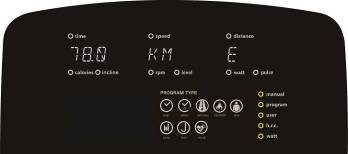 time speed distance
78.0 KM E
calories incline rpm level watt pulse
PROGRAM TYPE
manual
program
user
h.r.c.
watt